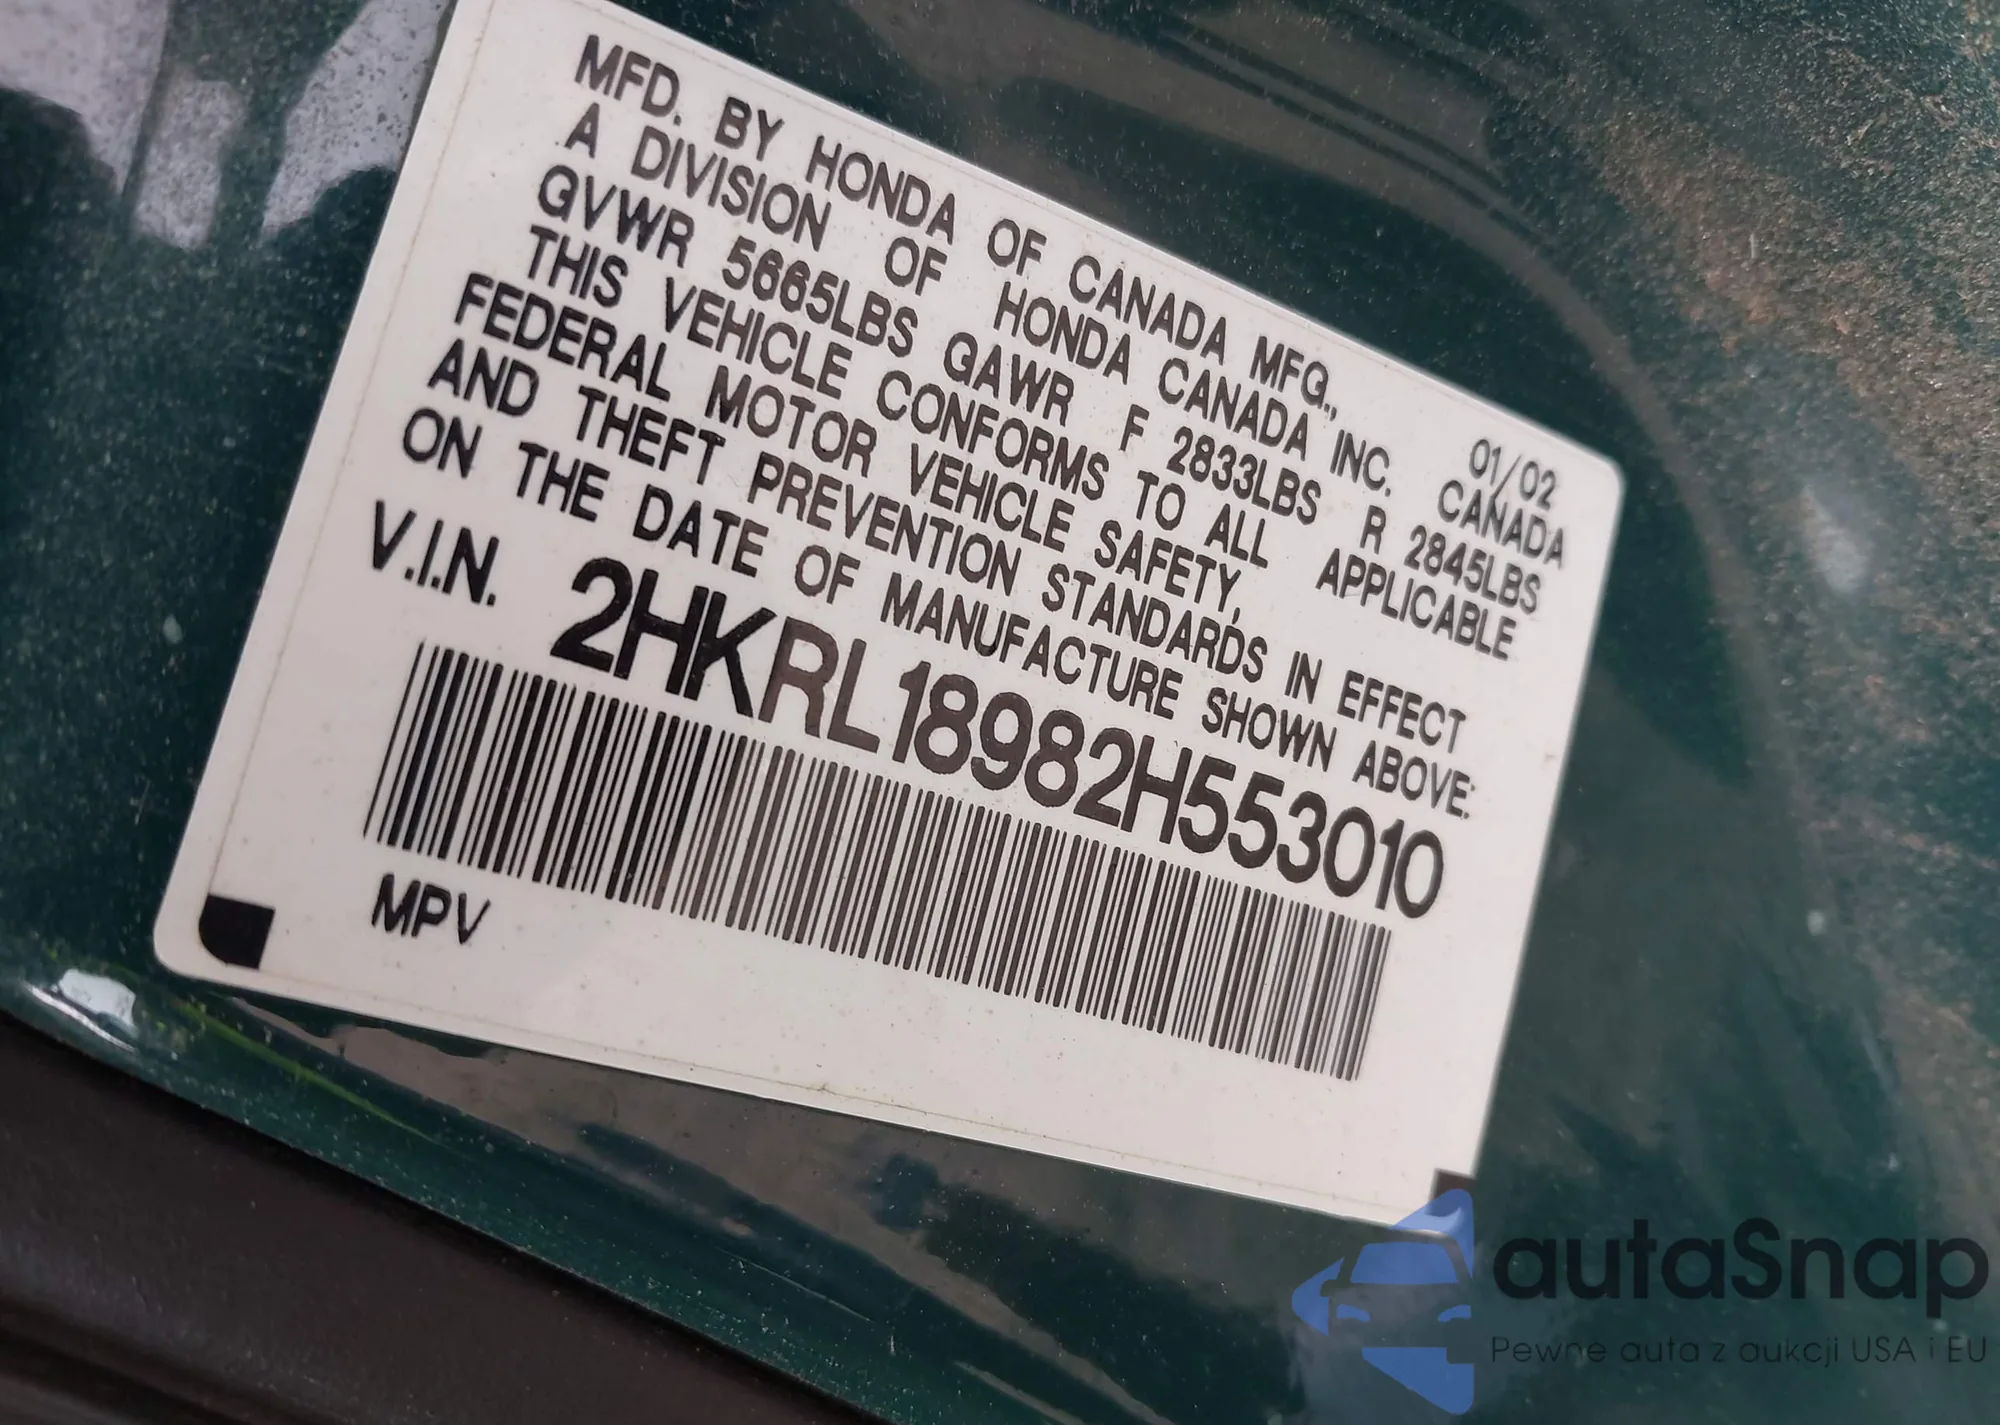 MFD. BY HONDA OF CANADA MFG., 01/02
A DIVISION OF HONDA CANADA INC. CANADA
GVWR 5665LBS GAWR F 2833LBS R 2845LBS
THIS VEHICLE CONFORMS TO ALL APPLICABLE
FEDERAL MOTOR VEHICLE SAFETY,
AND THEFT PREVENTION STANDARDS IN EFFECT
ON THE DATE OF MANUFACTURE SHOWN ABOVE:
V.I.N. 2HKRL18982H553010
MPV
autaSnap
Pewne auta z aukcji USA i EU